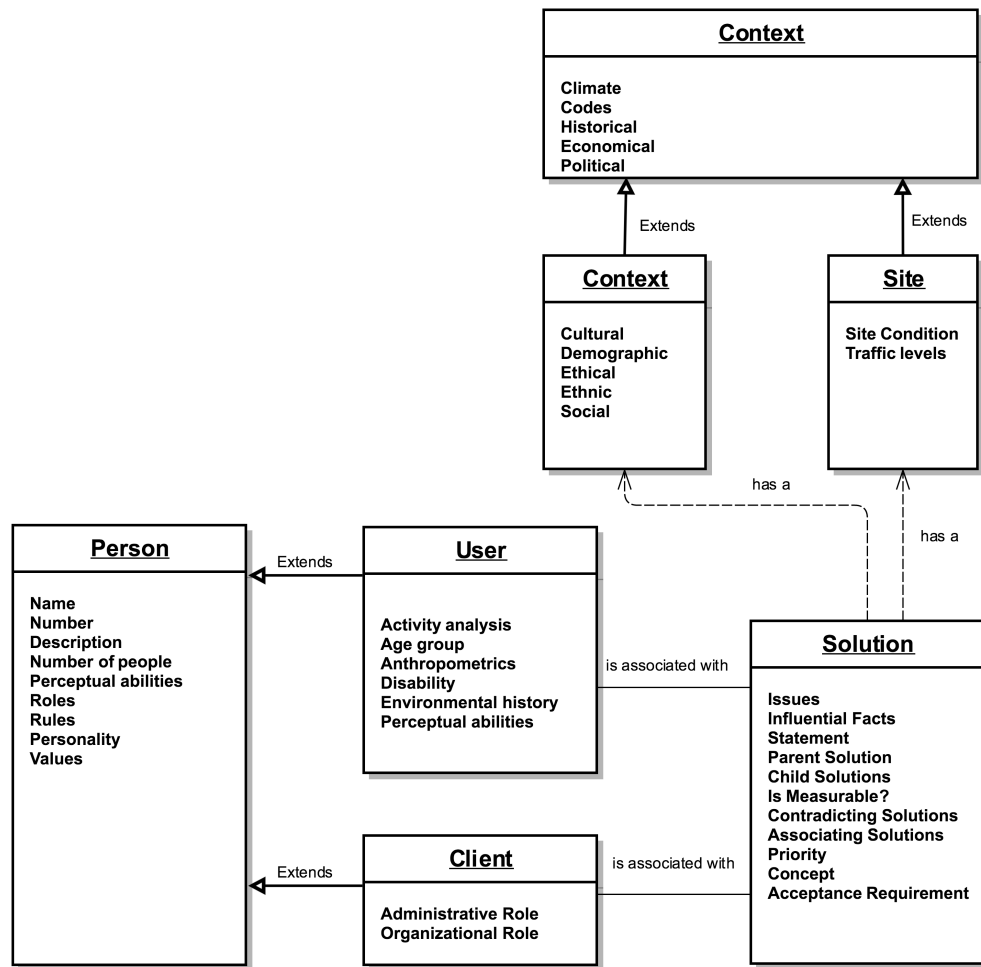 Context
Climate
Codes
Historical
Economical
Political
Extends
Extends
Context
Cultural
Demographic
Ethical
Ethnic
Social
Site
Site Condition
Traffic levels
has a
has a
Person
Name
Number
Description
Number of people
Perceptual abilities
Roles
Rules
Personality
Values
Extends
User
Activity analysis
Age group
Anthropometrics
Disability
Environmental history
Perceptual abilities
is associated with
Solution
Issues
Influential Facts
Statement
Parent Solution
Child Solutions
Is Measurable?
Contradicting Solutions
Associating Solutions
Priority
Concept
Acceptance Requirement
Extends
Client
Administrative Role
Organizational Role
is associated with